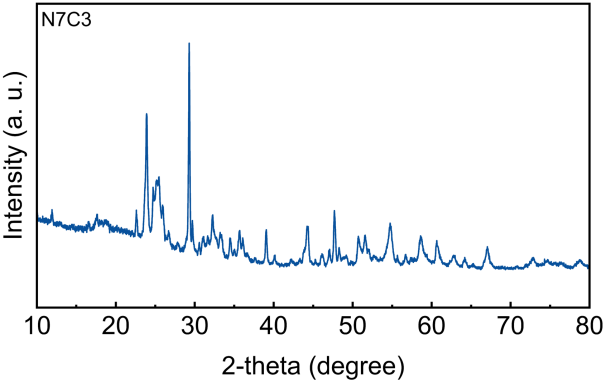 N7C3
Intensity (a. u.)
10 20 30 40 50 60 70 80
2-theta (degree)